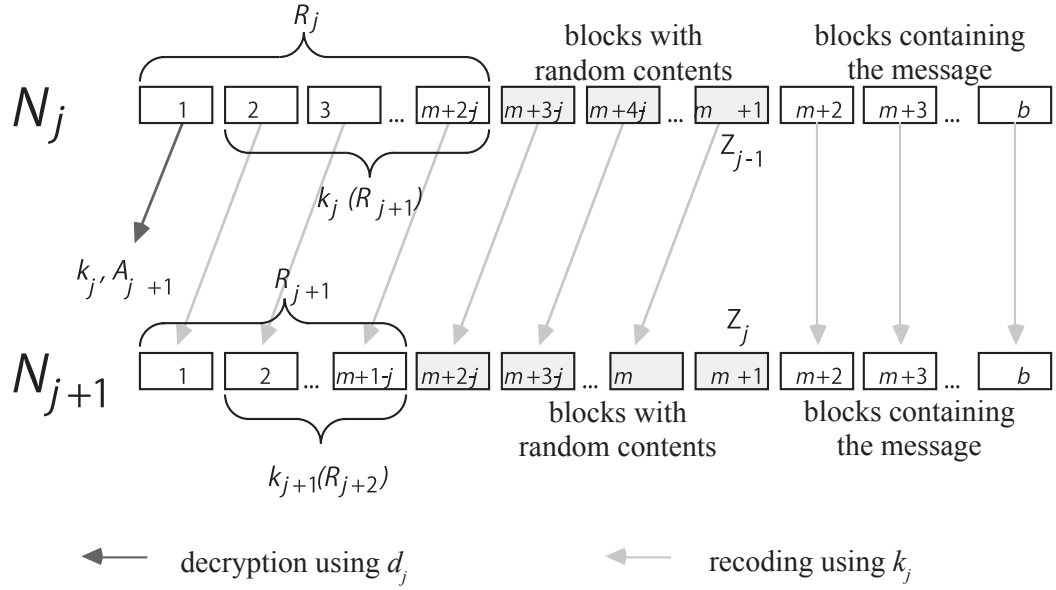 R_j
blocks with
random contents
blocks containing
the message
N_j
1 2 3 ... m+2-j m+3-j m+4-j ... m +1 m+2 m+3 ... b
Z_{j-1}
k_j (R_{j+1})
k_j, A_{j+1}
R_{j+1}
Z_j
N_{j+1}
1 2 ... m+1-j m+2-j m+3-j ... m m+1 m+2 m+3 ... b
blocks with
random contents
blocks containing
the message
k_{j+1}(R_{j+2})
decryption using d_j
recoding using k_j